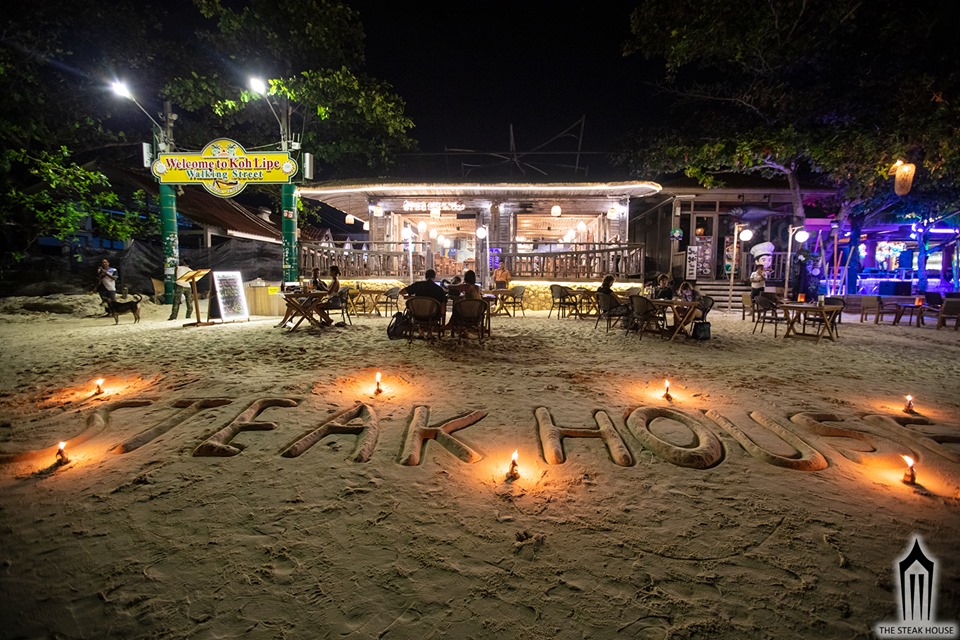 Welcome to Koh Lipe
Walking Street
STEAK HOUSE
THE STEAK HOUSE